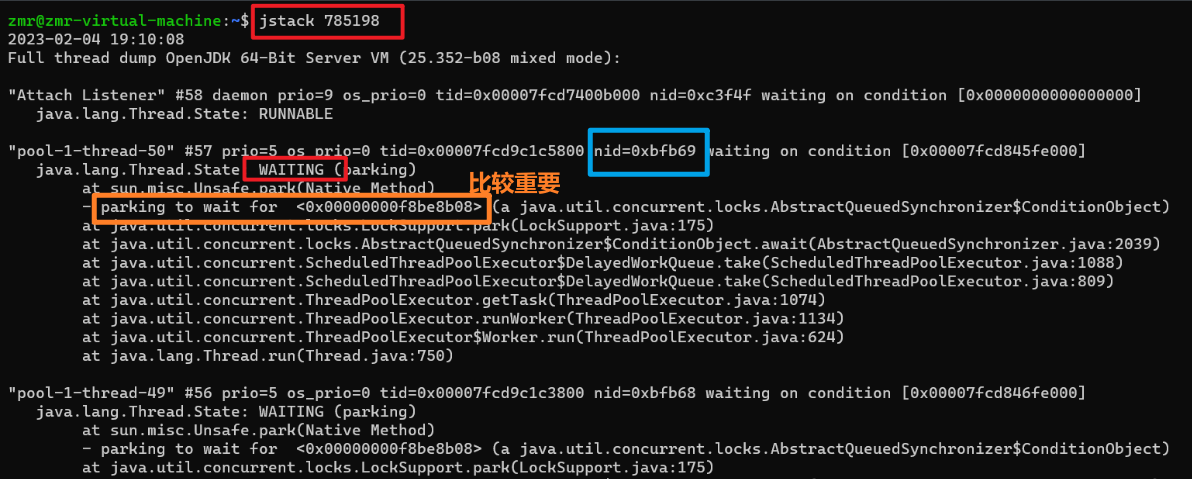 zmr@zmr-virtual-machine:~$ jstack 785198
2023-02-04 19:10:08
Full thread dump OpenJDK 64-Bit Server VM (25.352-b08 mixed mode):
"Attach Listener" #58 daemon prio=9 os_prio=0 tid=0x00007fcd7400b000 nid=0xc3f4f waiting on condition [0x0000000000000000]
java.lang.Thread.State: RUNNABLE
"pool-1-thread-50" #57 prio=5 os_prio=0 tid=0x00007fcd9c1c5800 nid=0xbfb69 waiting on condition [0x00007fcd845fe000]
java.lang.Thread.State: WAITING (parking)
at sun.misc.Unsafe.park(Native Method)
比较重要
- parking to wait for <0x00000000f8be8b08> (a java.util.concurrent.locks.AbstractQueuedSynchronizer$ConditionObject)
at java.util.concurrent.locks.LockSupport.park(LockSupport.java:175)
at java.util.concurrent.locks.AbstractQueuedSynchronizer$ConditionObject.await(AbstractQueuedSynchronizer.java:2039)
at java.util.concurrent.ScheduledThreadPoolExecutor$DelayedWorkQueue.take(ScheduledThreadPoolExecutor.java:1088)
at java.util.concurrent.ScheduledThreadPoolExecutor$DelayedWorkQueue.take(ScheduledThreadPoolExecutor.java:809)
at java.util.concurrent.ThreadPoolExecutor.getTask(ThreadPoolExecutor.java:1074)
at java.util.concurrent.ThreadPoolExecutor.runWorker(ThreadPoolExecutor.java:1134)
at java.util.concurrent.ThreadPoolExecutor$Worker.run(ThreadPoolExecutor.java:624)
at java.lang.Thread.run(Thread.java:750)
"pool-1-thread-49" #56 prio=5 os_prio=0 tid=0x00007fcd9c1c3800 nid=0xbfb68 waiting on condition [0x00007fcd846fe000]
java.lang.Thread.State: WAITING (parking)
at sun.misc.Unsafe.park(Native Method)
- parking to wait for <0x00000000f8be8b08> (a java.util.concurrent.locks.AbstractQueuedSynchronizer$ConditionObject)
at java.util.concurrent.locks.LockSupport.park(LockSupport.java:175)